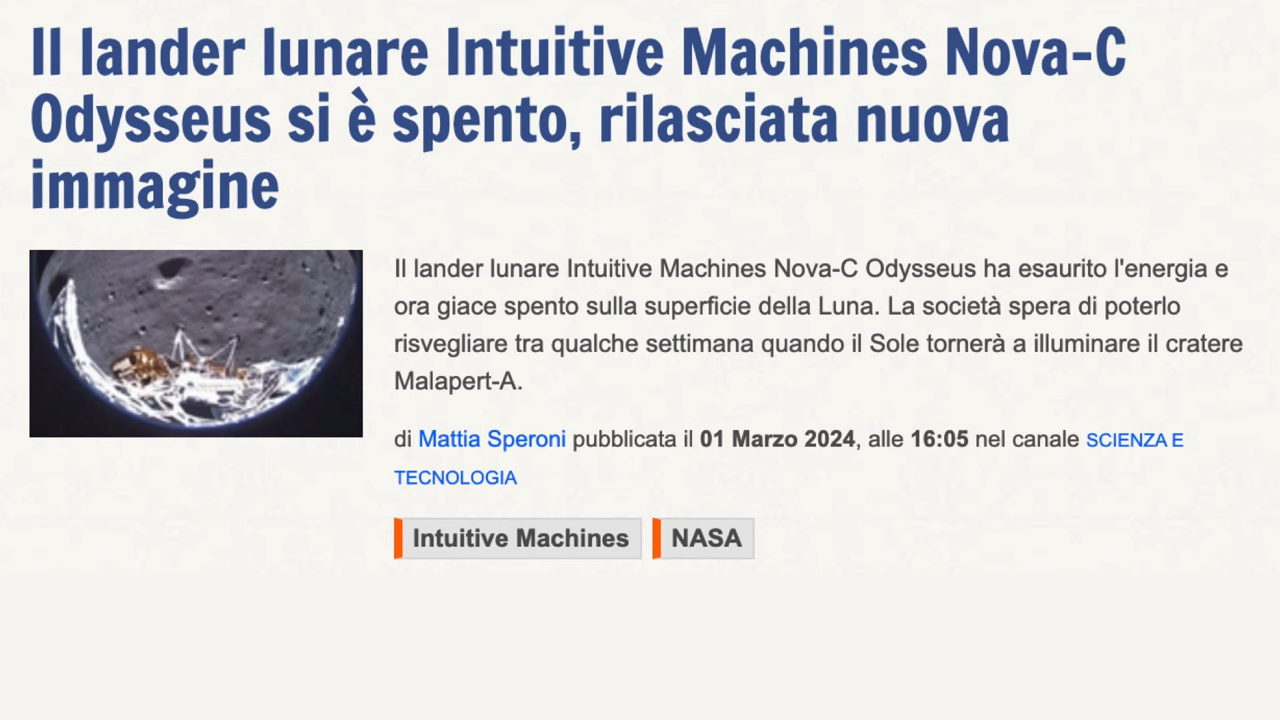 Il lander lunare Intuitive Machines Nova-C
Odysseus si è spento, rilasciata nuova
immagine
Il lander lunare Intuitive Machines Nova-C Odysseus ha esaurito l'energia e
ora giace spento sulla superficie della Luna. La società spera di poterlo
risvegliare tra qualche settimana quando il Sole tornerà a illuminare il cratere
Malapert-A.
di Mattia Speroni pubblicata il 01 Marzo 2024, alle 16:05 nel canale SCIENZA E
TECNOLOGIA
Intuitive Machines NASA